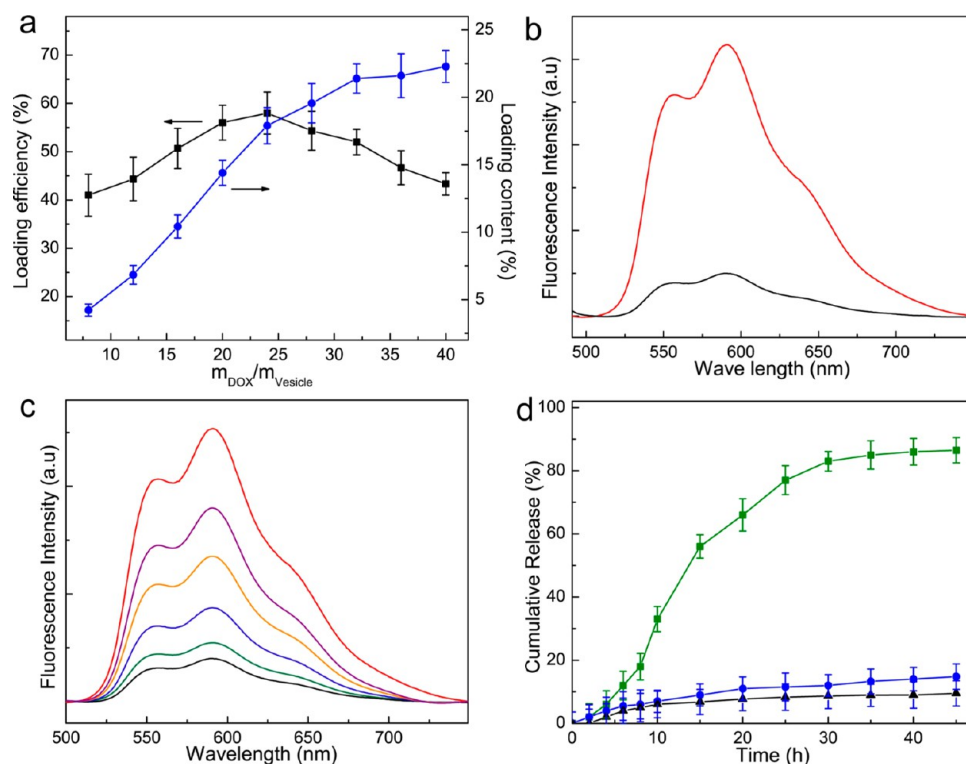 a
Loading efficiency (%)
70
60
50
40
30
20
25
20
15
10
5
Loading content
(%)
10 15 20 25 30 35 40
mDOX/mVesicle
b
Fluorescence Intensity (a.u)
500 550 600 650 700
Wave length (nm)
c
Fluorescence Intensity (a.u)
500 550 600 650 700
Wavelength (nm)
d
Cumulative Release (%)
100
80
60
40
20
0
0 10 20 30 40
Time (h)